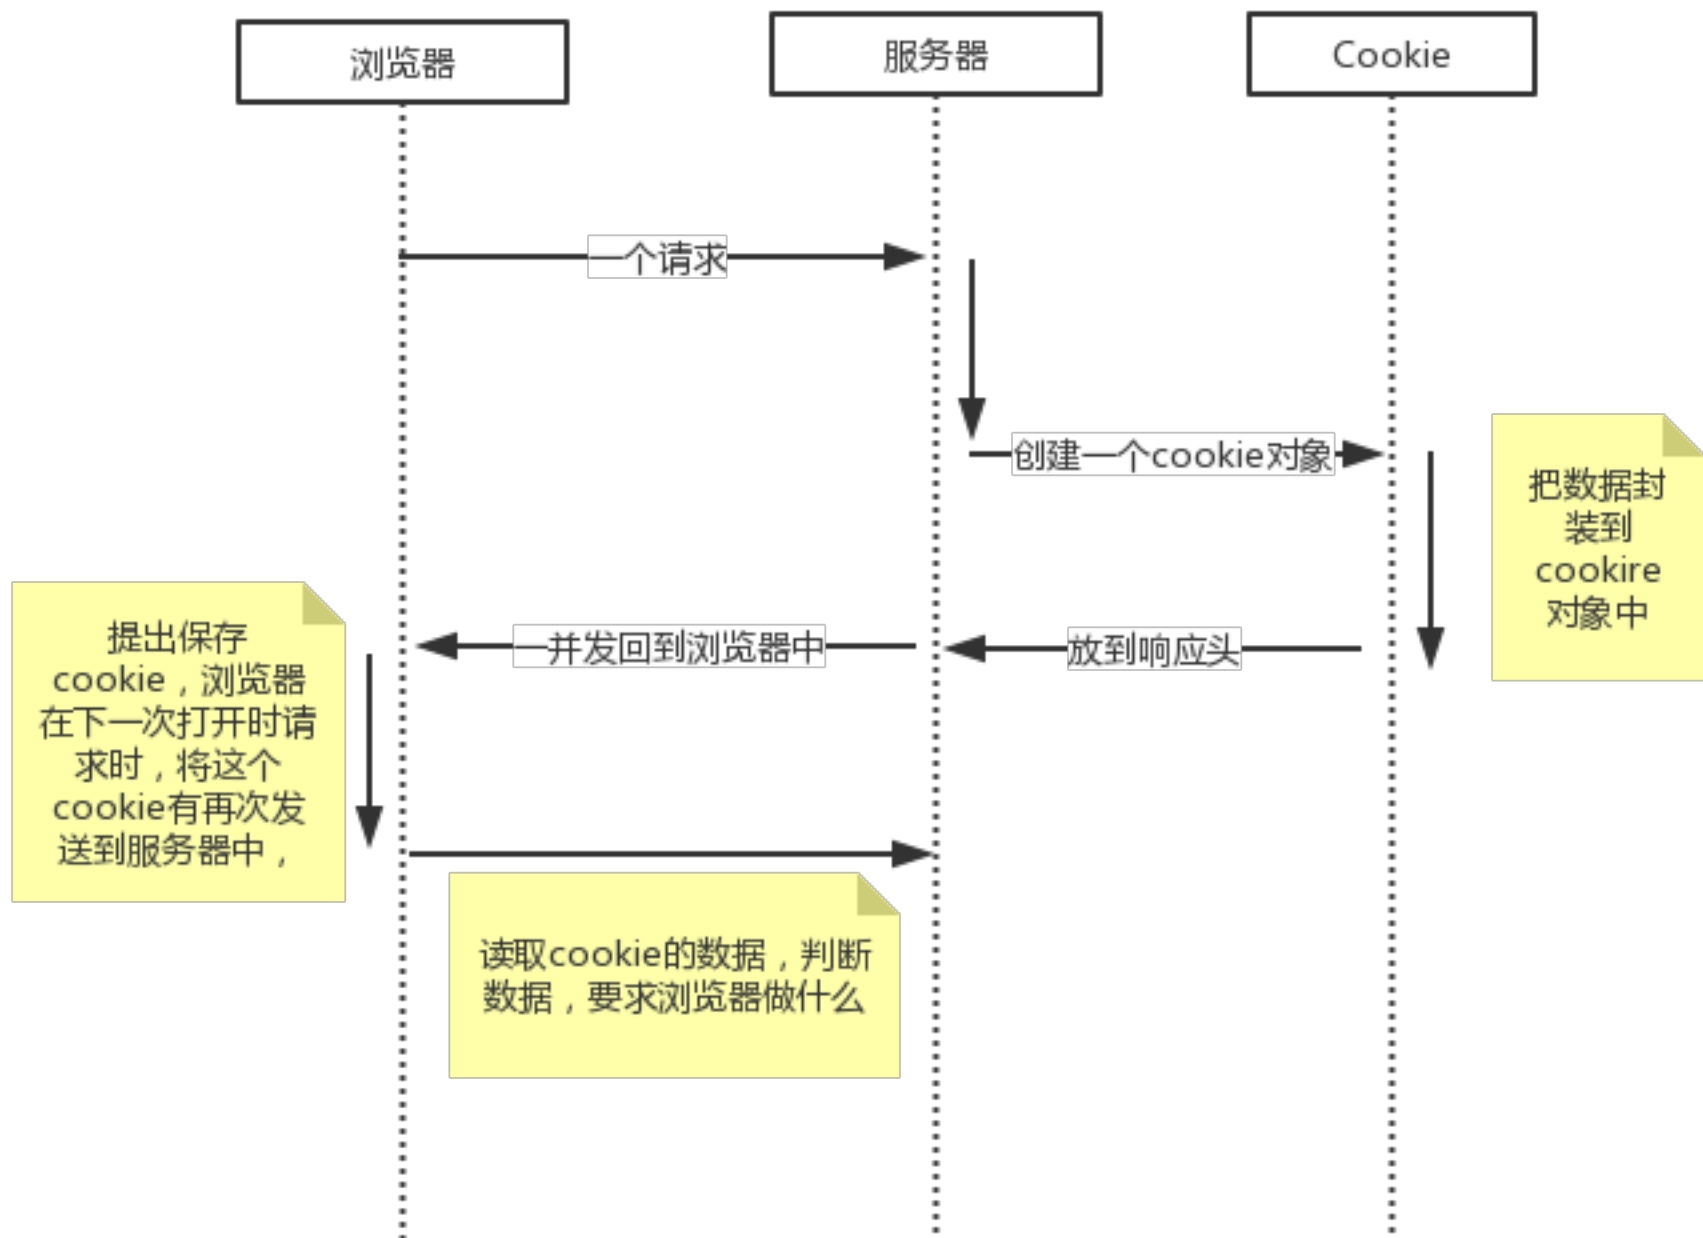 浏览器
服务器
Cookie
一个请求
创建一个cookie对象
把数据封
装到
cookire
对象中
提出保存
cookie，浏览器
在下一次打开时请
求时，将这个
cookie有再次发
送到服务器中，
一并发回到浏览器中
放到响应头
读取cookie的数据，判断
数据，要求浏览器做什么